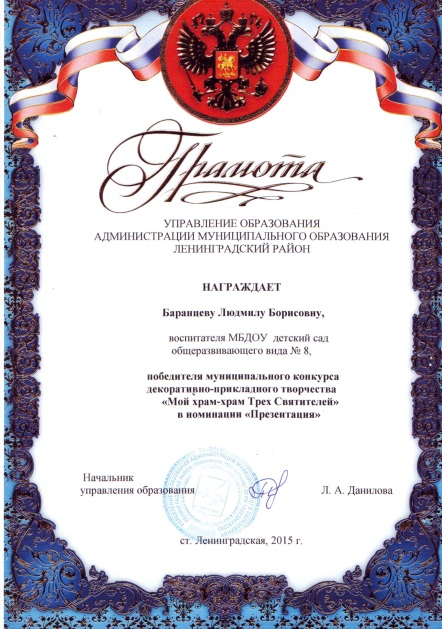 Грамота
УПРАВЛЕНИЕ ОБРАЗОВАНИЯ
АДМИНИСТРАЦИИ МУНИЦИПАЛЬНОГО ОБРАЗОВАНИЯ
ЛЕНИНГРАДСКИЙ РАЙОН
НАГРАЖДАЕТ
Баранцеву Людмилу Борисовну,
воспитателя МБДОУ детский сад
общеразвивающего вида № 8,
победителя муниципального конкурса
декоративно-прикладного творчества
«Мой храм-храм Трех Святителей»
в номинации «Презентация»
Начальник
управления образования
Л. А. Данилова
ст. Ленинградская, 2015 г.